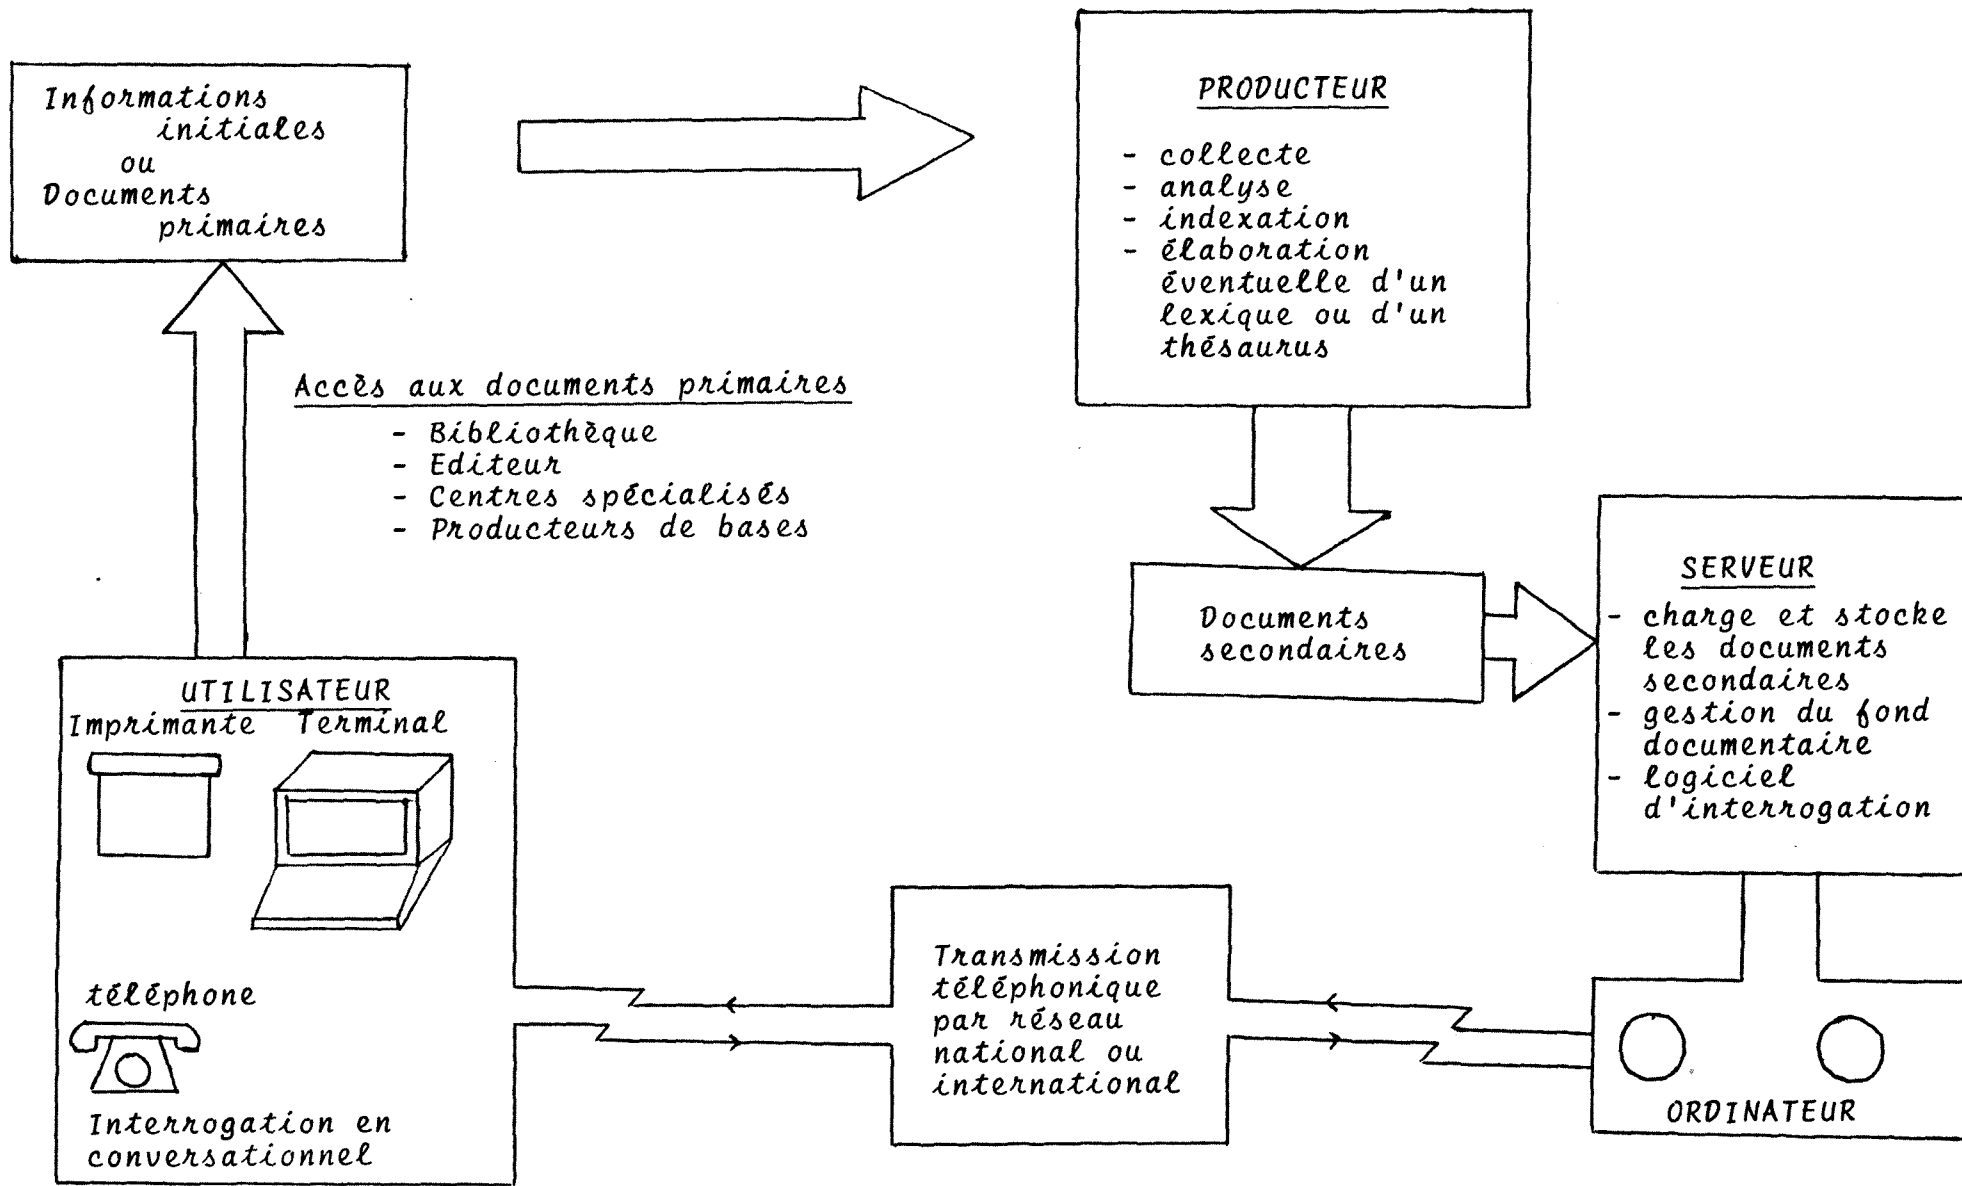 Informations
initiales
ou
Documents
primaires
PRODUCTEUR
- collecte
- analyse
- indexation
- élaboration
éventuelle d'un
lexique ou d'un
thésaurus
Accès aux documents primaires
- Bibliothèque
- Editeur
- Centres spécialisés
- Producteurs de bases
Documents
secondaires
SERVEUR
- charge et stocke
les documents
secondaires
- gestion du fond
documentaire
- logiciel
d'interrogation
UTILISATEUR
Imprimante Terminal
téléphone
Interrogation en
conversationnel
Transmission
téléphonique
par réseau
national ou
international
ORDINATEUR